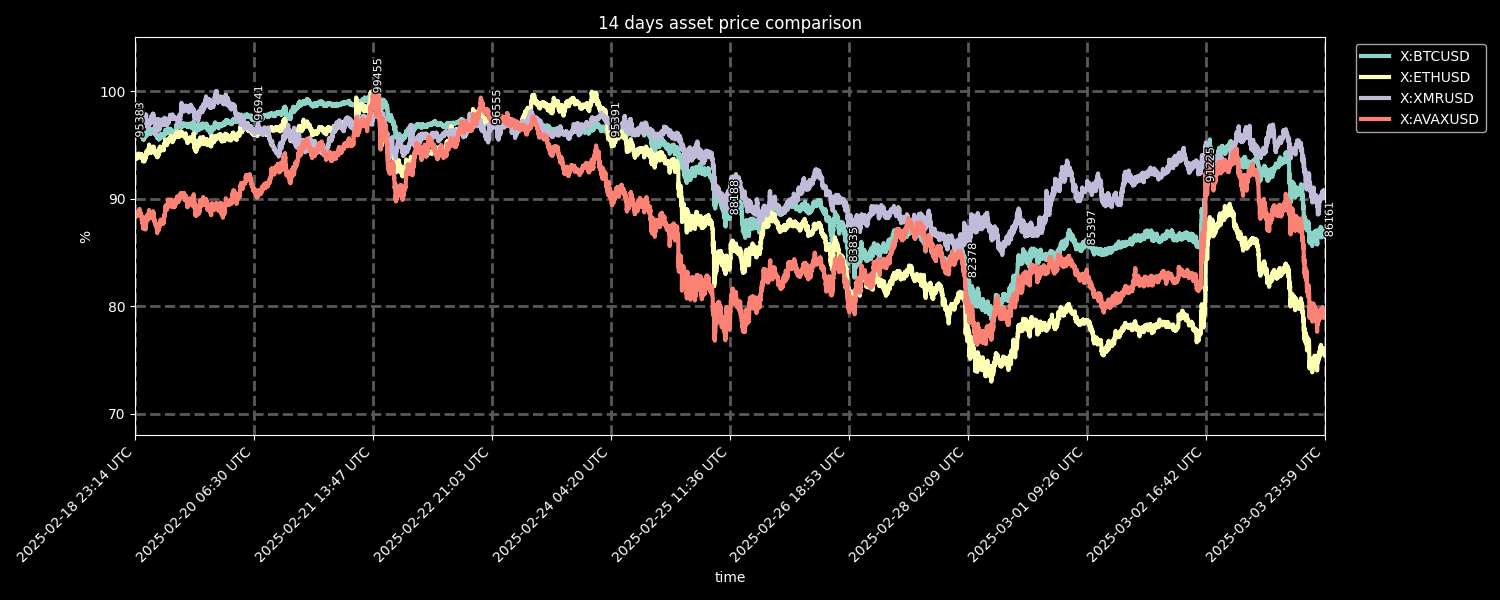 14 days asset price comparison
100
90
80
70
%
95383
96941
99455
96555
95391
88188
83835
82378
85397
91225
86161
2025-02-18 23:14 UTC
2025-02-20 06:30 UTC
2025-02-21 13:47 UTC
2025-02-22 21:03 UTC
2025-02-24 04:20 UTC
2025-02-25 11:36 UTC
2025-02-26 18:53 UTC
2025-02-28 02:09 UTC
2025-03-01 09:26 UTC
2025-03-02 16:42 UTC
2025-03-03 23:59 UTC
time
X:BTCUSD
X:ETHUSD
X:XMRUSD
X:AVAXUSD